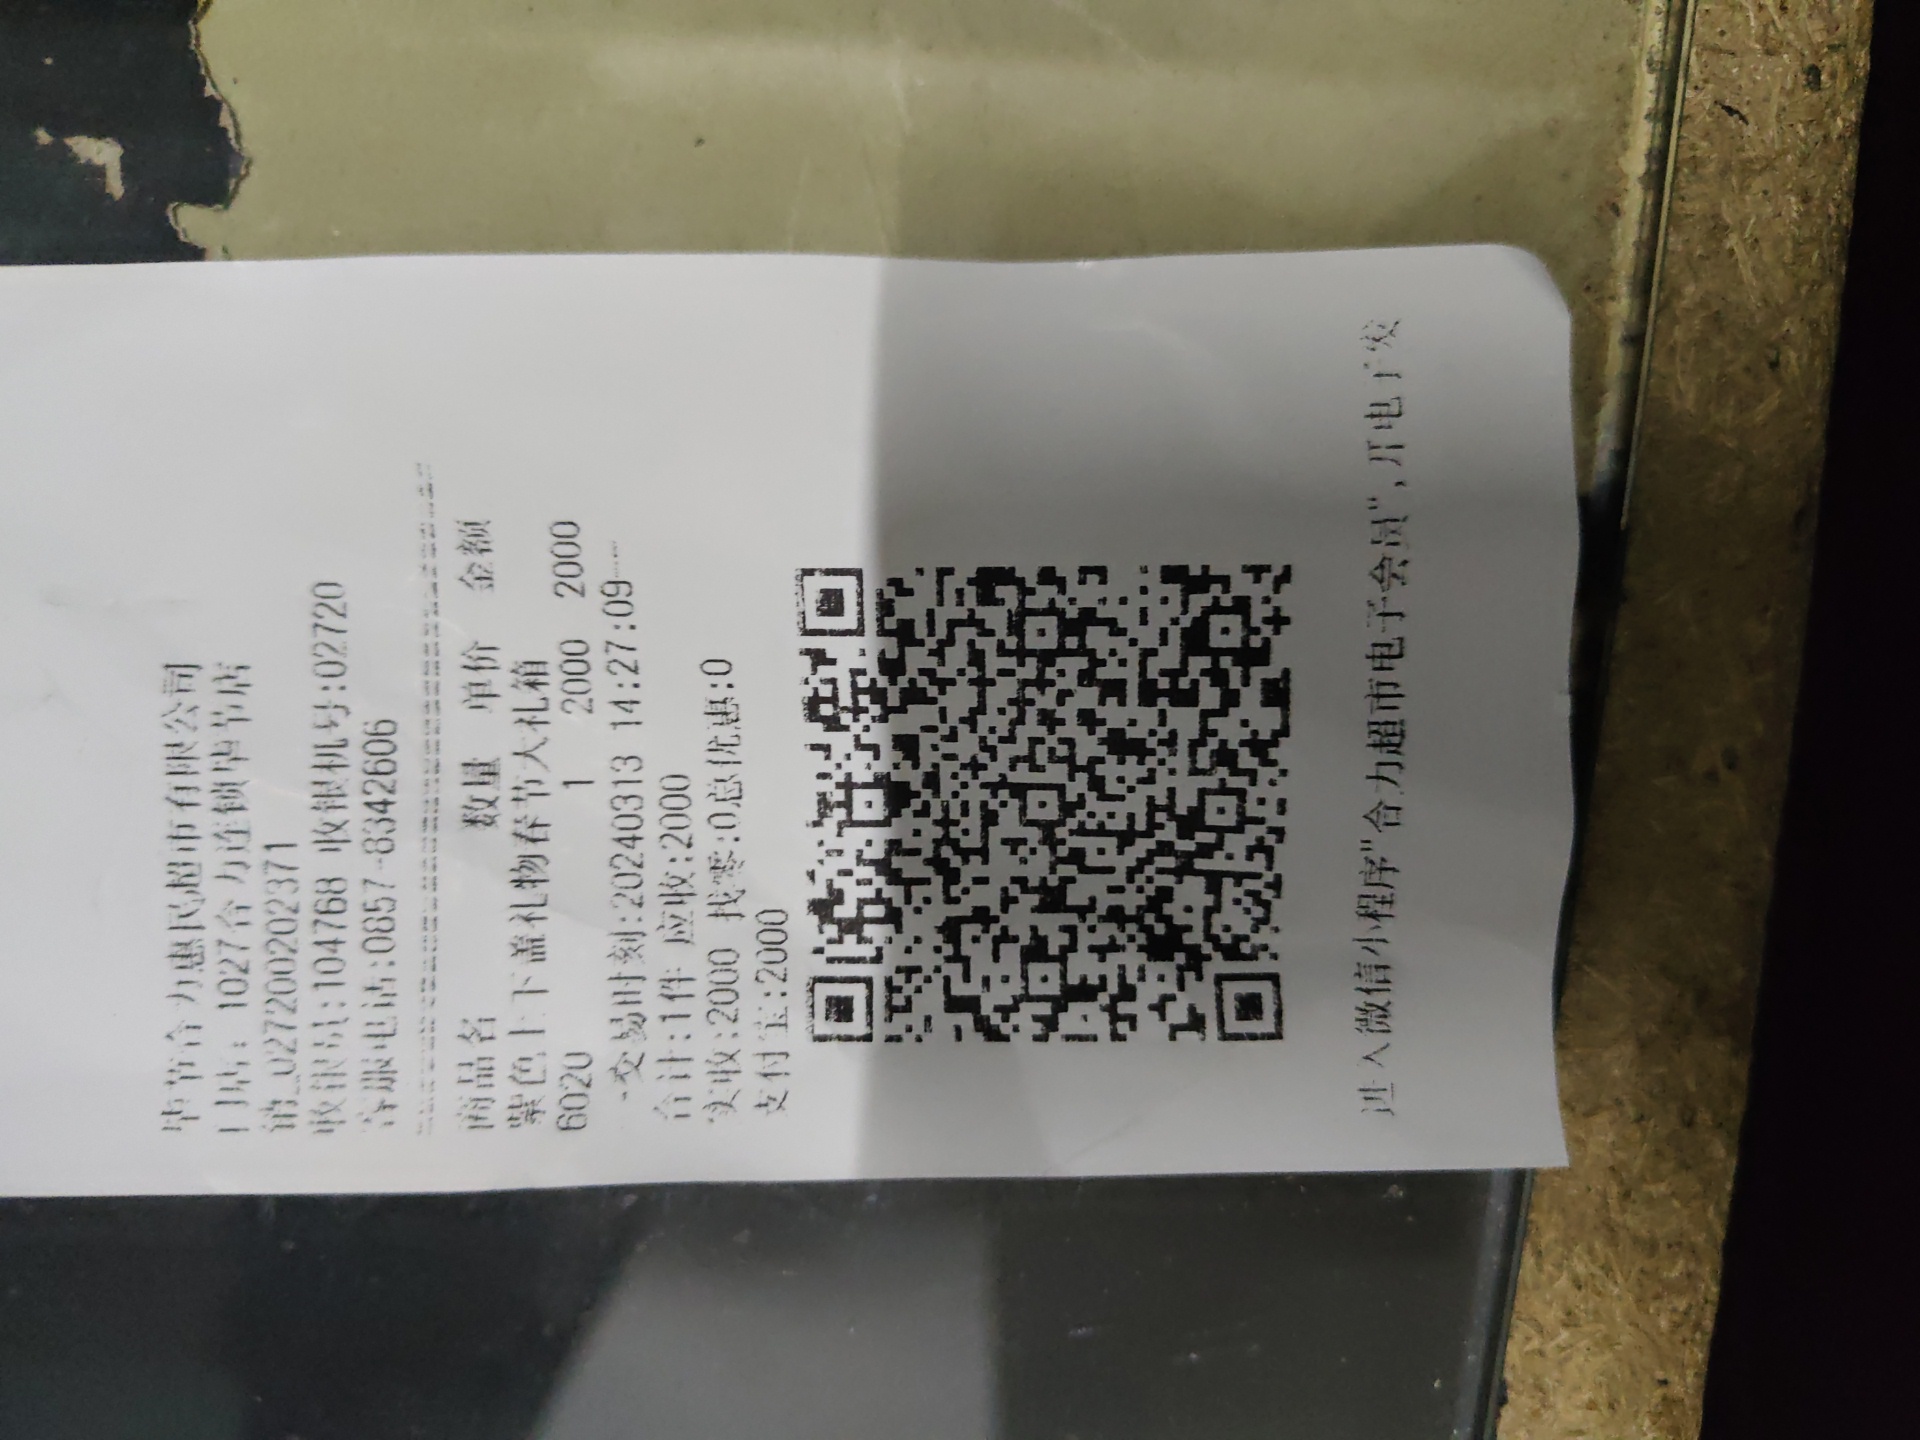 毕节合力惠民超市有限公司
门店: 1027合力连锁毕节店
销_027200202371
收银员:104768 收银机号:02720
客服电话:0857-8342606
商品名 数量 单价 金额
紫色上下盖礼物春节大礼箱
6020 1 2000 2000
-交易时刻:20240313 14:27:09---
合计:1件 应收:2000
实收:2000 找零:0总优惠:0
支付宝:2000
进入微信小程序"合力超市电子会员",开电子发